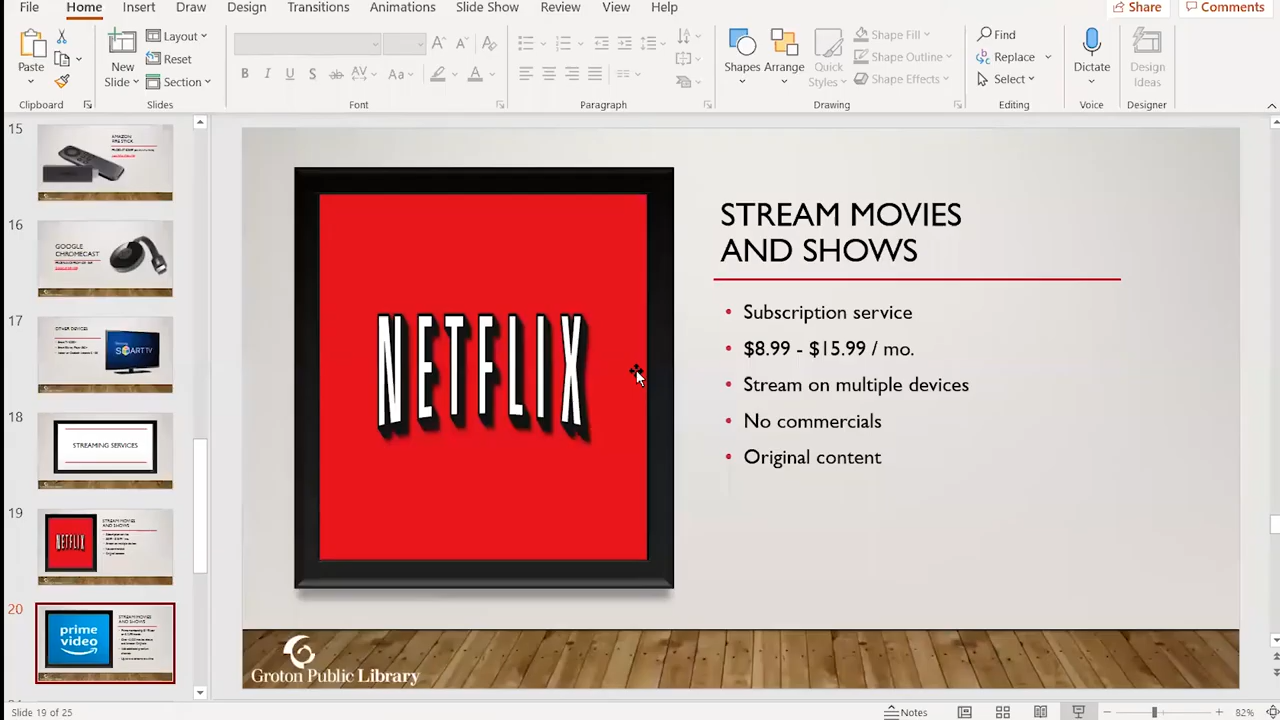 File Home Insert Draw Design Transitions Animations Slide Show Review View Help Share Comments
Paste
Clipboard
New
Slide
Layout
Reset
Section
Slides
B I U S ab AV Aa A
Font
Paragraph
Shapes
Arrange
Quick
Styles
Shape Fill
Shape Outline
Shape Effects
Drawing
Find
Replace
Select
Editing
Dictate
Voice
Design
Ideas
Designer
15
AMAZON
FIRE STICK
16
GOOGLE
CHROMECAST
17
OTHER DEVICES
SMART TV
18
STREAMING SERVICES
19
NETFLIX
STREAM MOVIES
AND SHOWS
20
prime
video
STREAM MOVIES
AND SHOWS
NETFLIX
STREAM MOVIES
AND SHOWS
• Subscription service
• $8.99 - $15.99 / mo.
• Stream on multiple devices
• No commercials
• Original content
Groton Public Library
Slide 19 of 25
Notes
82%